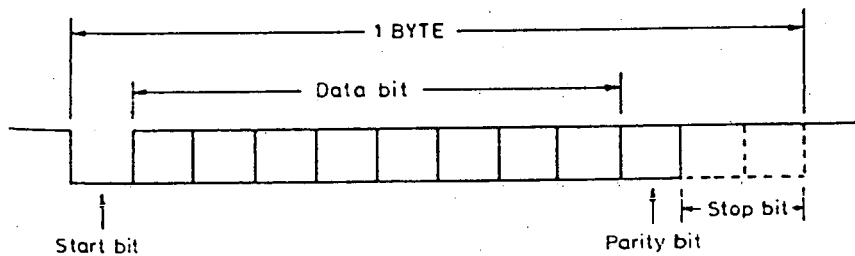 1 BYTE
Data bit
Stop bit
Start bit
Parity bit